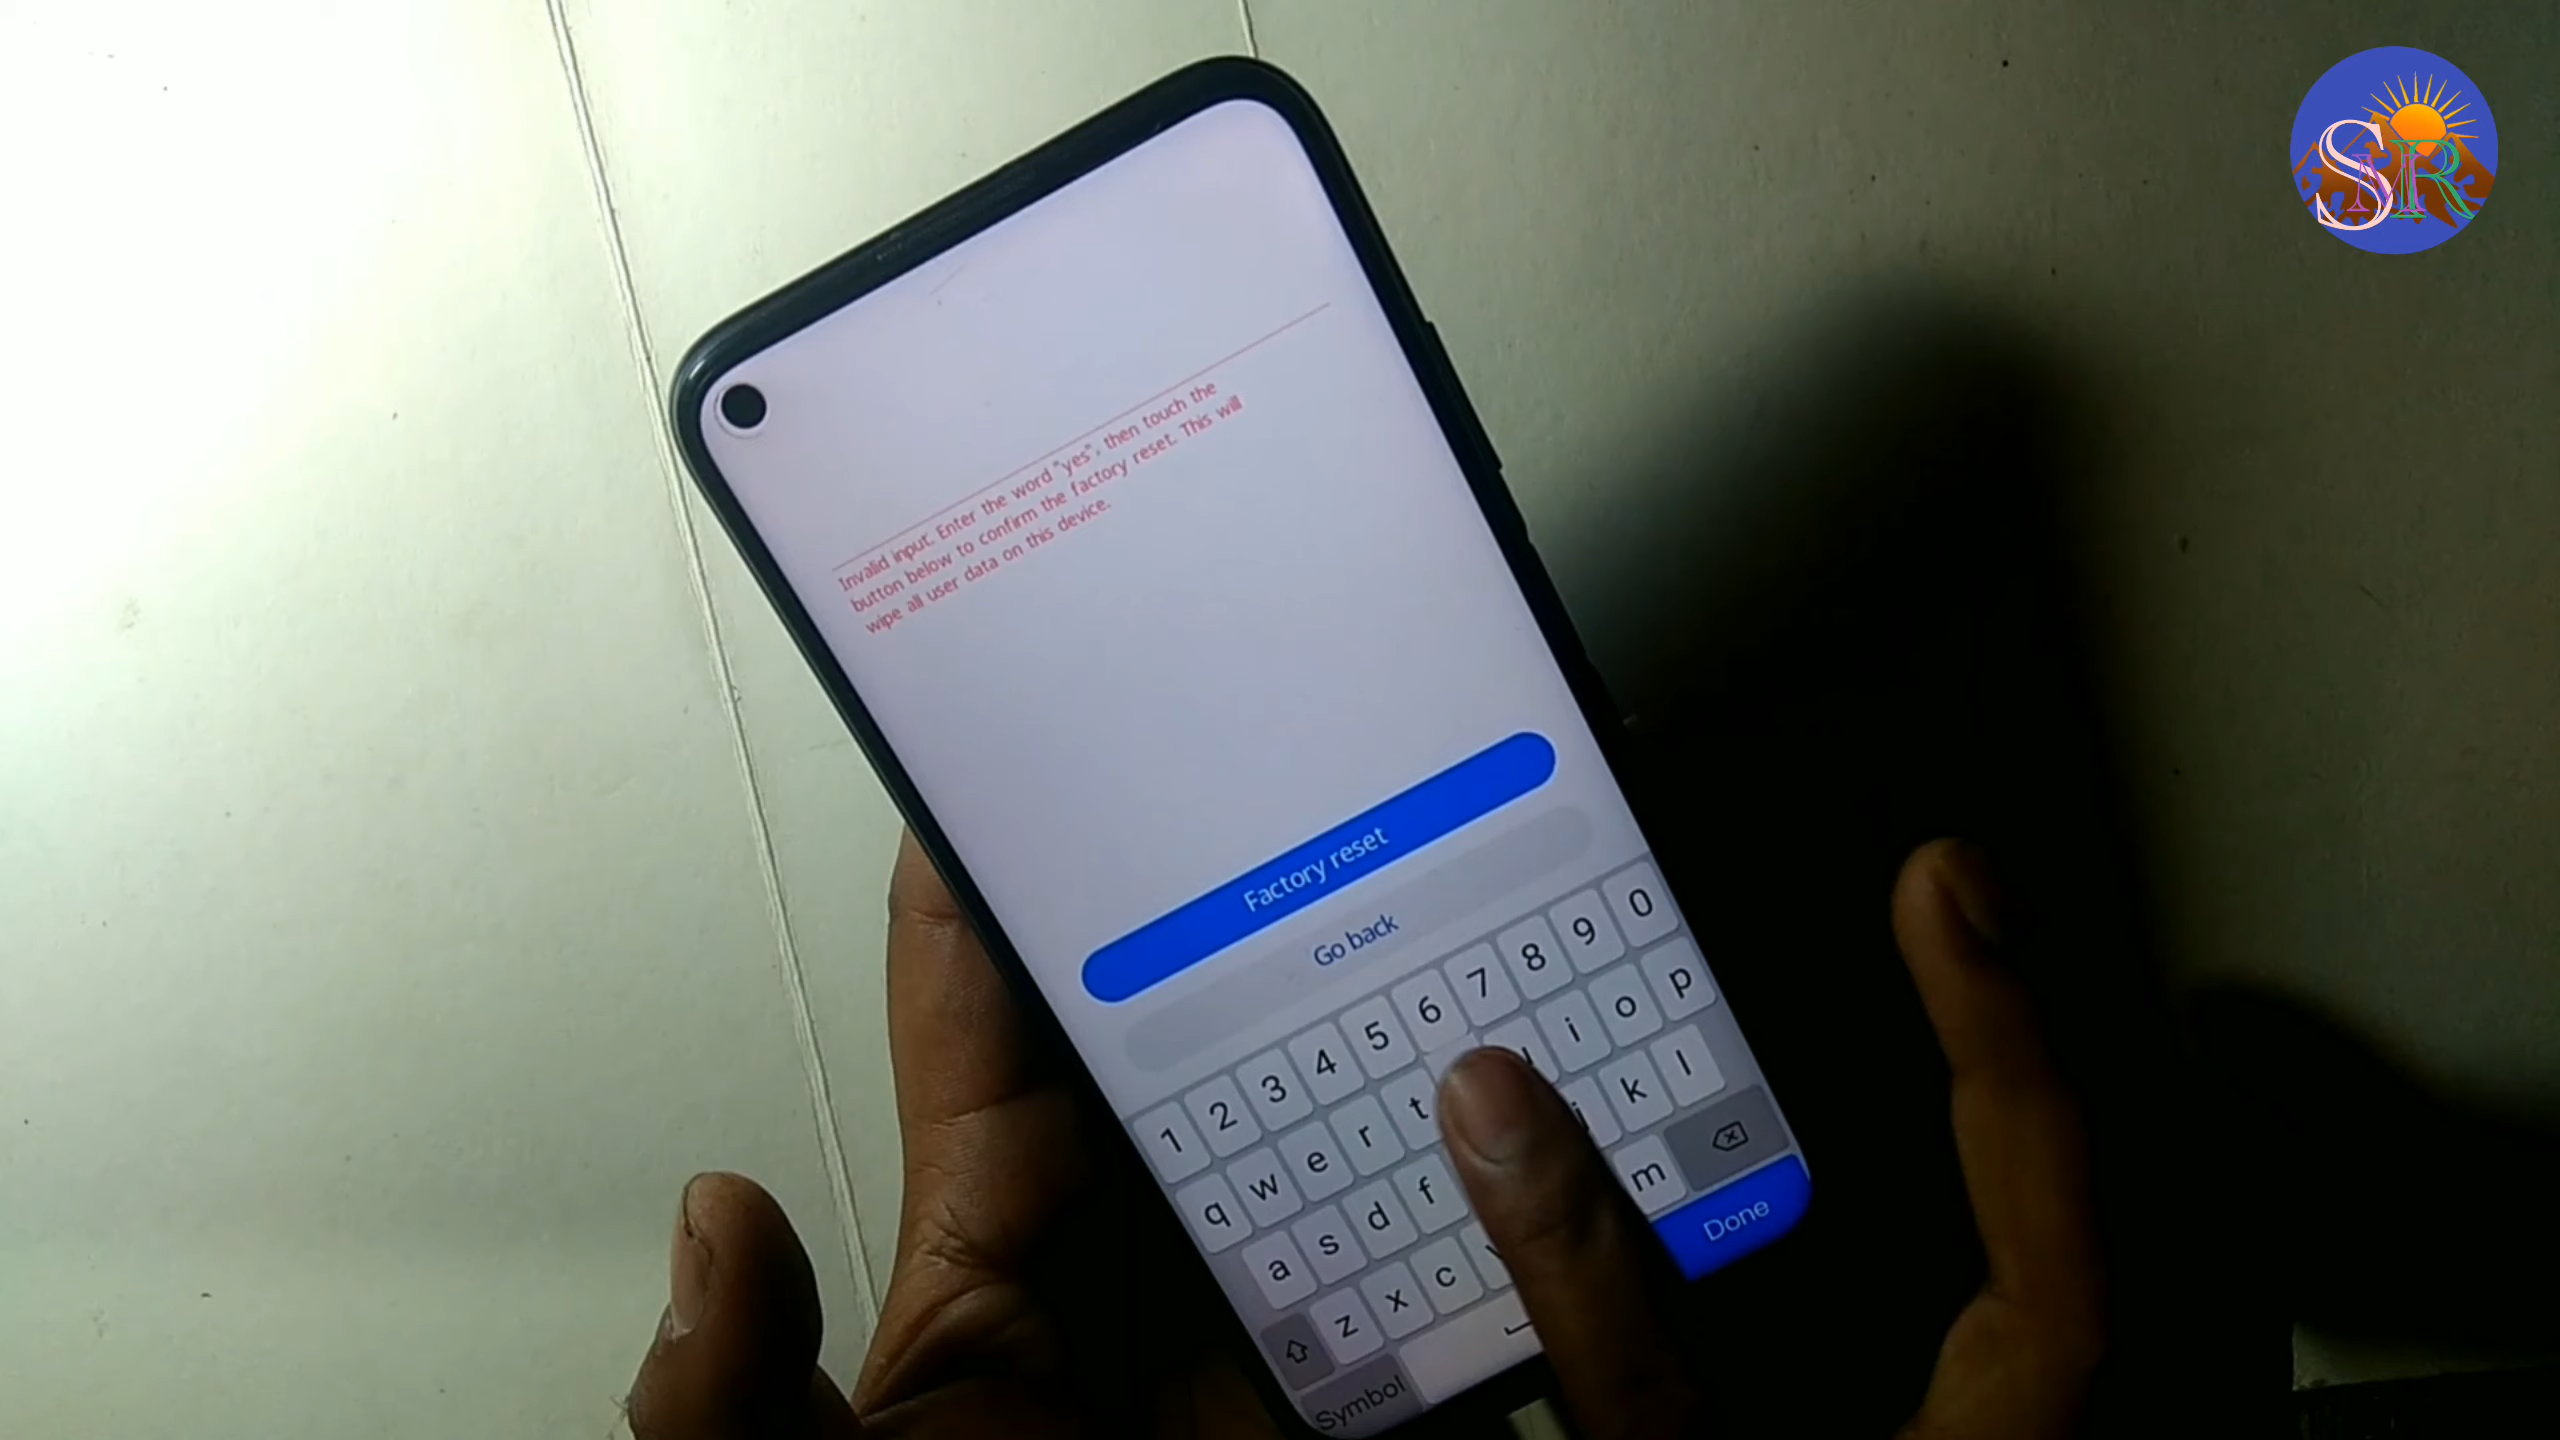 SMR
Invalid input. Enter the word "yes", then touch the
button below to confirm the factory reset. This will
wipe all user data on this device.
Factory reset
Go back
1 2 3 4 5 6 7 8 9 0
q w e r t u i o p
a s d f j k l
z x c v m
Symbol
Done